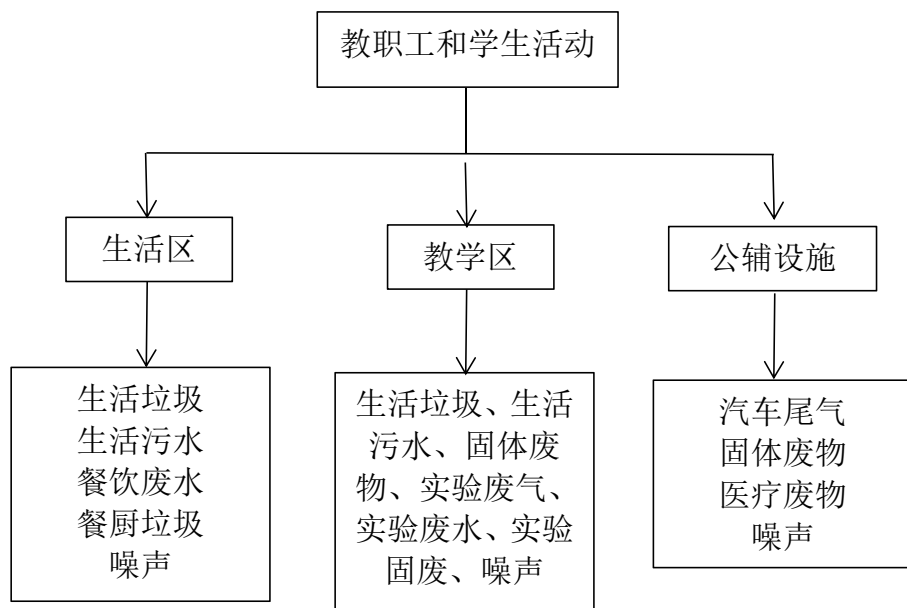 教职工和学生活动
生活区
教学区
公辅设施
生活垃圾
生活污水
餐饮废水
餐厨垃圾
噪声
生活垃圾、生活
污水、固体废
物、实验废气、
实验废水、实验
固废、噪声
汽车尾气
固体废物
医疗废物
噪声